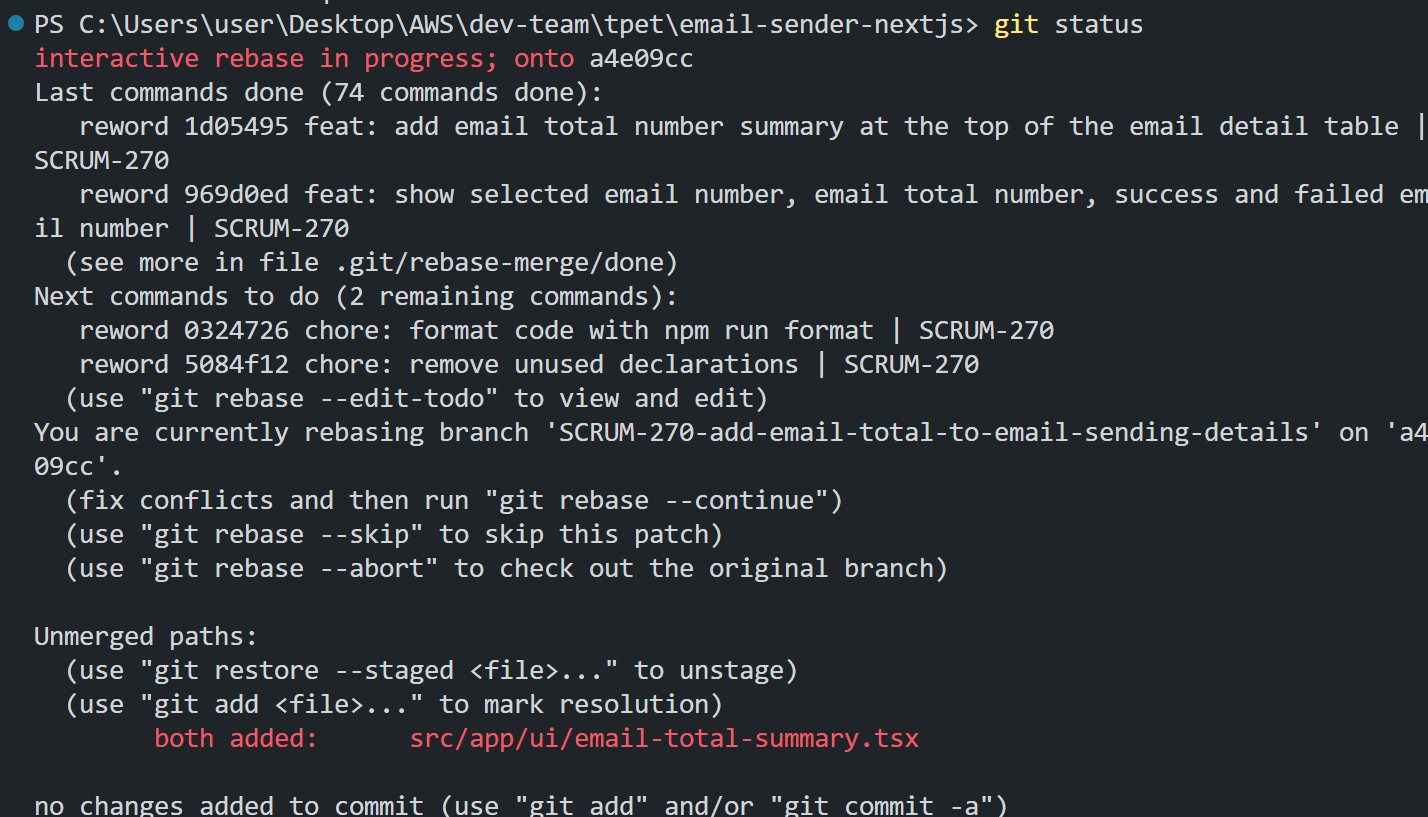 PS C:\Users\user\Desktop\AWS\dev-team\tpet\email-sender-nextjs> git status
interactive rebase in progress; onto a4e09cc
Last commands done (74 commands done):
   reword 1d05495 feat: add email total number summary at the top of the email detail table |
SCRUM-270
   reword 969d0ed feat: show selected email number, email total number, success and failed em
il number | SCRUM-270
  (see more in file .git/rebase-merge/done)
Next commands to do (2 remaining commands):
   reword 0324726 chore: format code with npm run format | SCRUM-270
   reword 5084f12 chore: remove unused declarations | SCRUM-270
  (use "git rebase --edit-todo" to view and edit)
You are currently rebasing branch 'SCRUM-270-add-email-total-to-email-sending-details' on 'a4
09cc'.
  (fix conflicts and then run "git rebase --continue")
  (use "git rebase --skip" to skip this patch)
  (use "git rebase --abort" to check out the original branch)

Unmerged paths:
  (use "git restore --staged <file>..." to unstage)
  (use "git add <file>..." to mark resolution)
        both added:      src/app/ui/email-total-summary.tsx

no changes added to commit (use "git add" and/or "git commit -a")